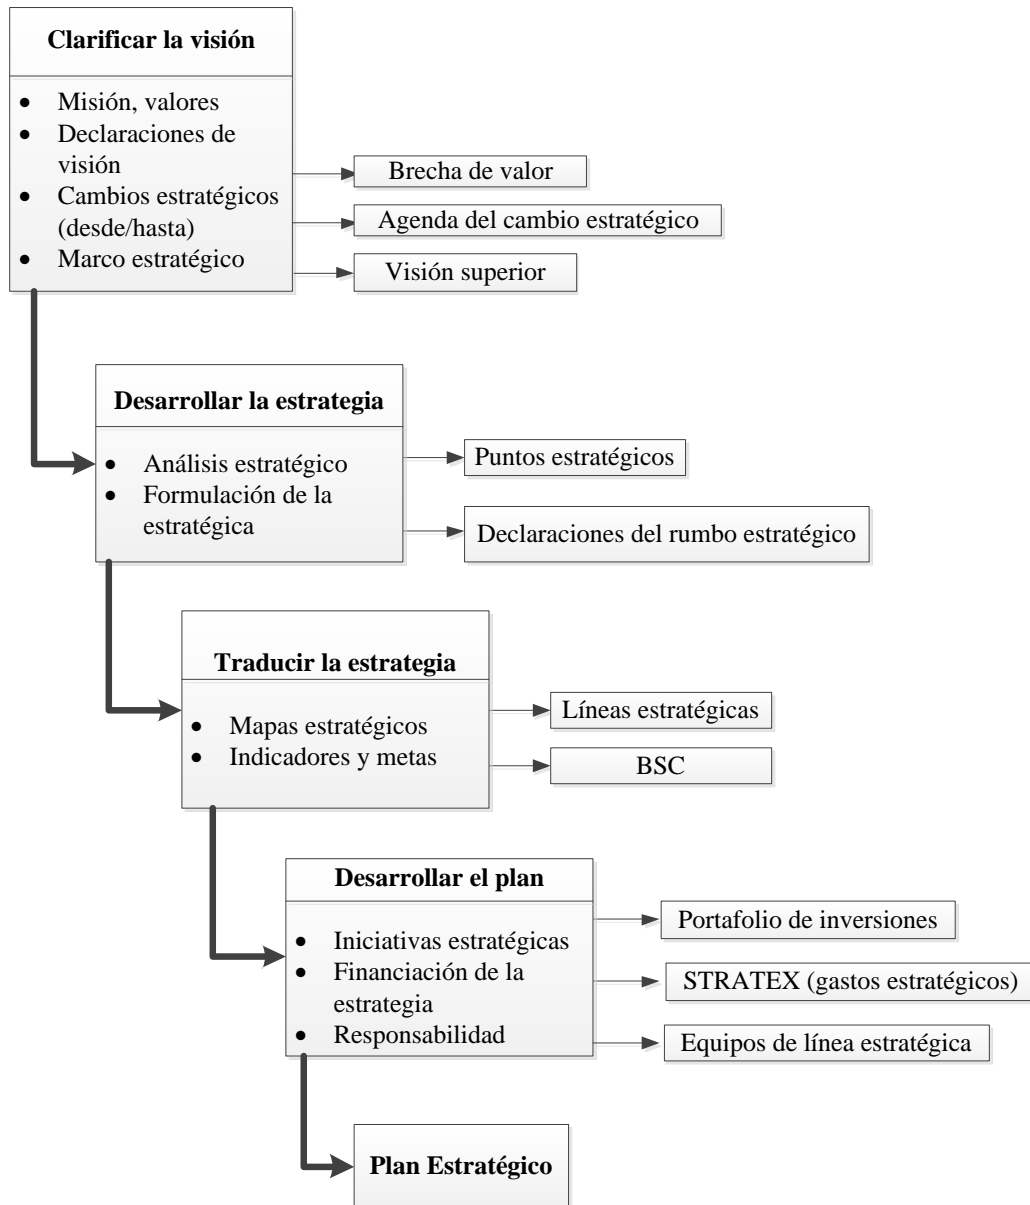 Clarificar la visión
• Misión, valores
• Declaraciones de
visión
• Cambios estratégicos
(desde/hasta)
• Marco estratégico
Brecha de valor
Agenda del cambio estratégico
Visión superior
Desarrollar la estrategia
• Análisis estratégico
• Formulación de la
estratégica
Puntos estratégicos
Declaraciones del rumbo estratégico
Traducir la estrategia
• Mapas estratégicos
• Indicadores y metas
Líneas estratégicas
BSC
Desarrollar el plan
• Iniciativas estratégicas
• Financiación de la
estrategia
• Responsabilidad
Portafolio de inversiones
STRATEX (gastos estratégicos)
Equipos de línea estratégica
Plan Estratégico